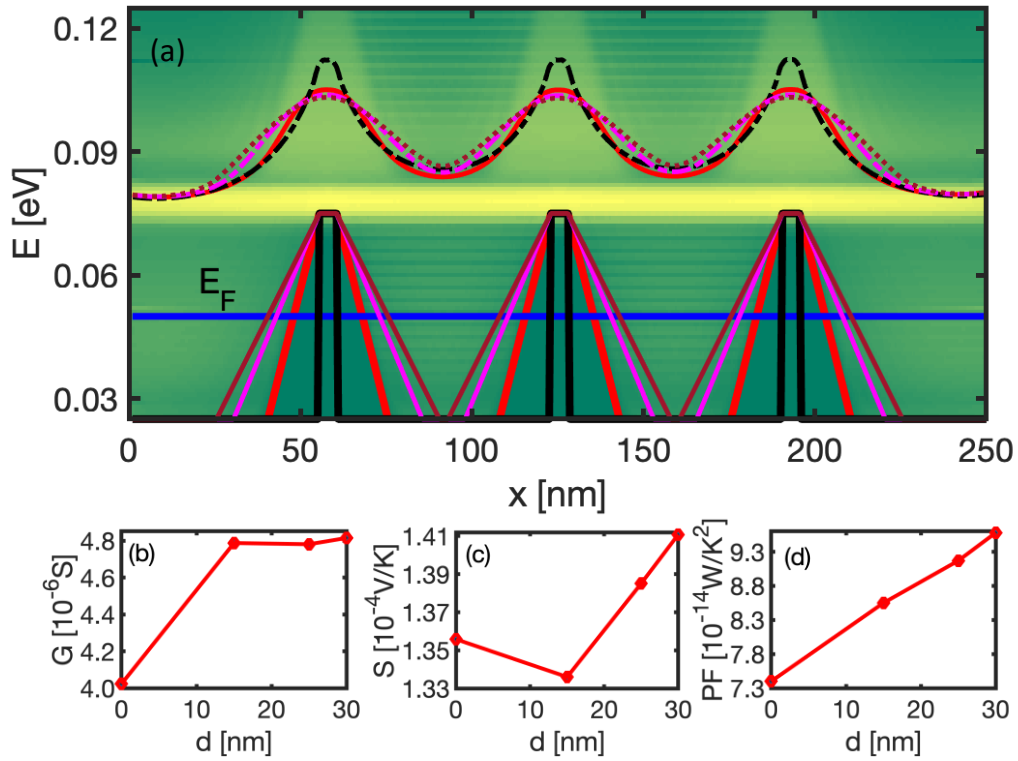 (a)
E [eV]
0.12
0.09
0.06
0.03
E_F
0 50 100 150 200 250
x [nm]
(b)
G [10^-6 S]
4.8
4.6
4.4
4.2
4.0
0 10 20 30
d [nm]
(c)
S [10^-4 V/K]
1.41
1.39
1.37
1.35
1.33
0 10 20 30
d [nm]
(d)
PF [10^-14 W/K^2]
9.3
8.8
8.3
7.8
7.3
0 10 20 30
d [nm]